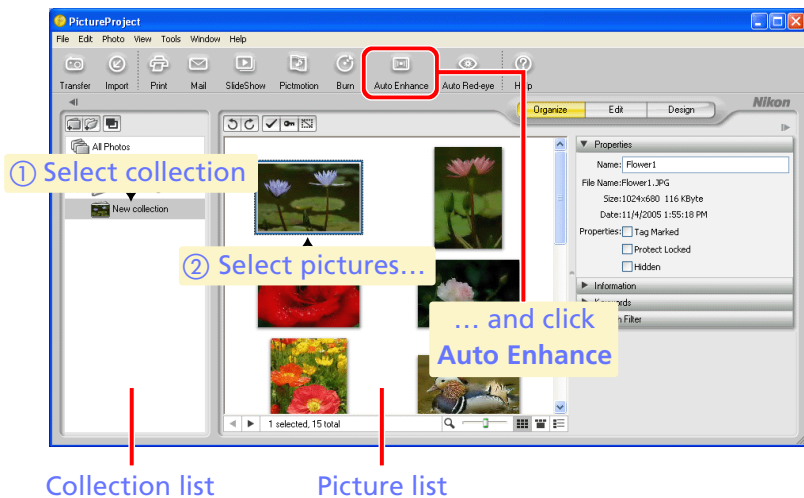 PictureProject
File Edit Photo View Tools Window Help
Transfer Import Print Mail SlideShow Pictmotion Burn Auto Enhance Auto Red-eye
Organize Edit Design Nikon
All Photos
① Select collection
New collection
② Select pictures…
… and click
Auto Enhance
Properties
Name: Flower1
File Name:Flower1.JPG
Size:1024x680 116 KByte
Date:11/4/2005 1:55:18 PM
Properties: Tag Marked
Protect Locked
Hidden
Information
Filter
1 selected, 15 total
Collection list Picture list